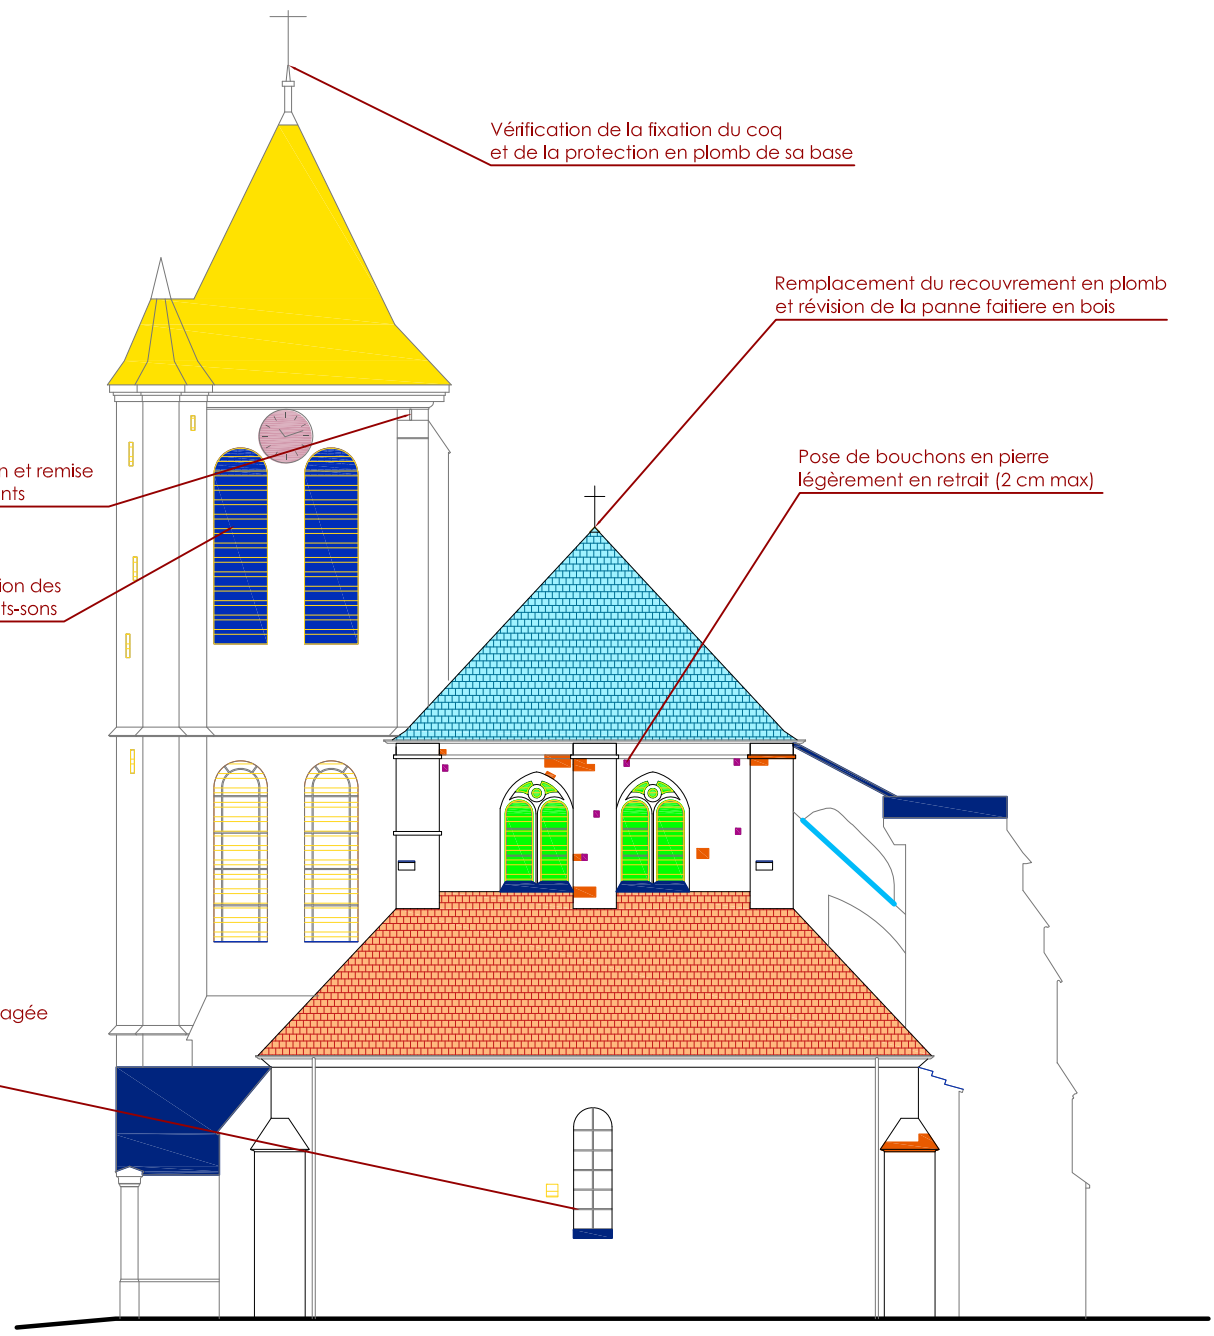 Vérification de la fixation du coq
et de la protection en plomb de sa base
Remplacement du recouvrement en plomb
et révision de la panne faitiere en bois
Pose de bouchons en pierre
légèrement en retrait (2 cm max)
n et remise
nts
ion des
ts-sons
agée